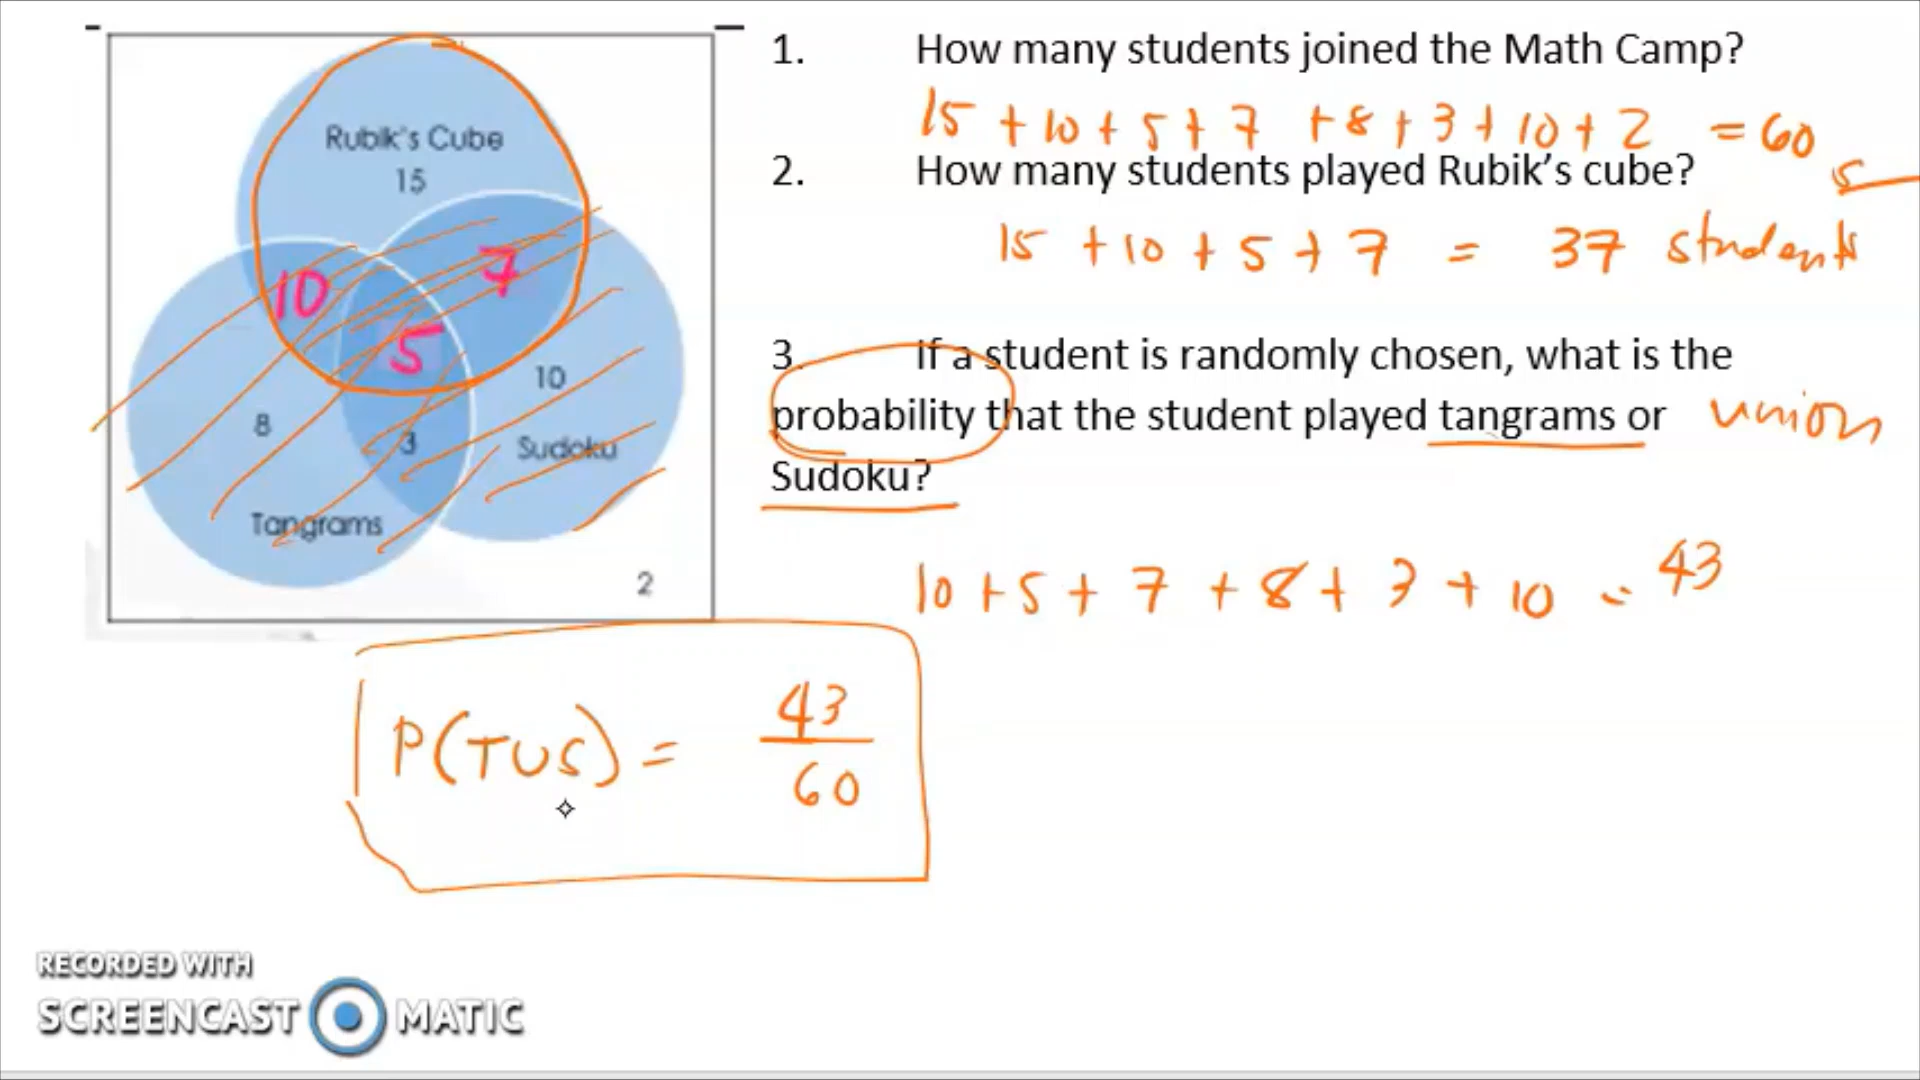 Rubik's Cube
15
10
7
5
10
8
3
Sudoku
Tangrams
2
1. How many students joined the Math Camp?
15 + 10 + 5 + 7 + 8 + 3 + 10 + 2 = 60
s
2. How many students played Rubik’s cube?
15 + 10 + 5 + 7 = 37 students
3. If a student is randomly chosen, what is the
probability that the student played tangrams or union
Sudoku?
10 + 5 + 7 + 8 + 3 + 10 = 43
P(TUS) = 43
60
RECORDED WITH
SCREENCAST MATIC